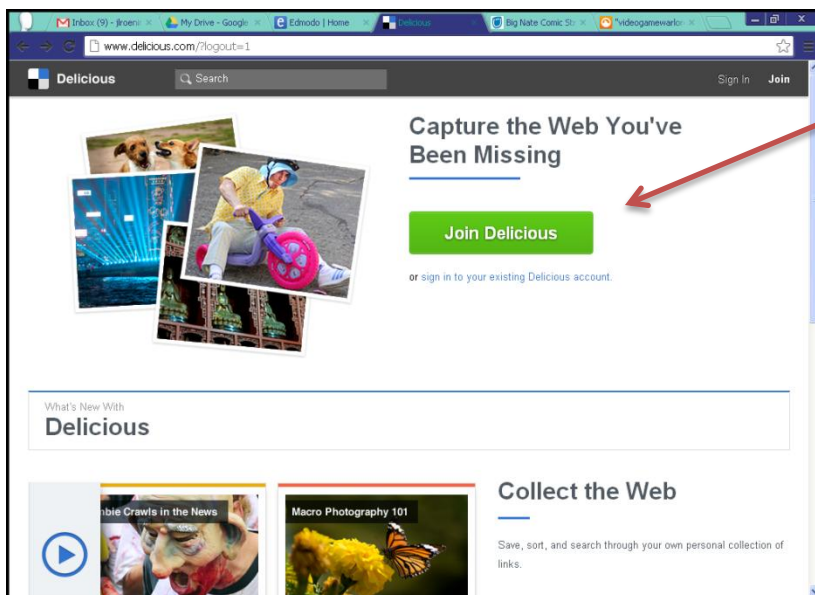 Inbox (9) - jlroerv
My Drive - Google
Edmodo | Home
Delicious
Big Nate Comic Str
"videogamewarlor
www.delicious.com/?logout=1
Delicious
Search
Sign In Join
Capture the Web You've
Been Missing
Join Delicious
or sign in to your existing Delicious account.
What's New With
Delicious
bie Crawls in the News
Macro Photography 101
Collect the Web
Save, sort, and search through your own personal collection of
links.